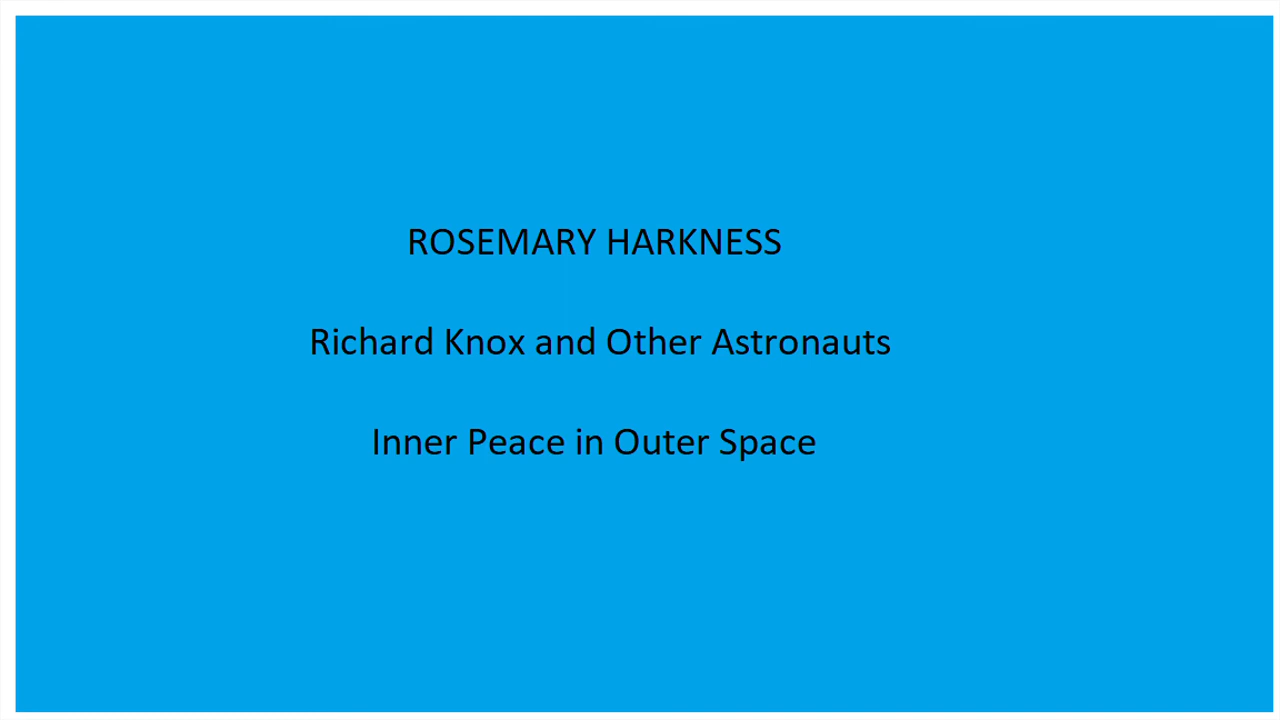 ROSEMARY HARKNESS
Richard Knox and Other Astronauts
Inner Peace in Outer Space